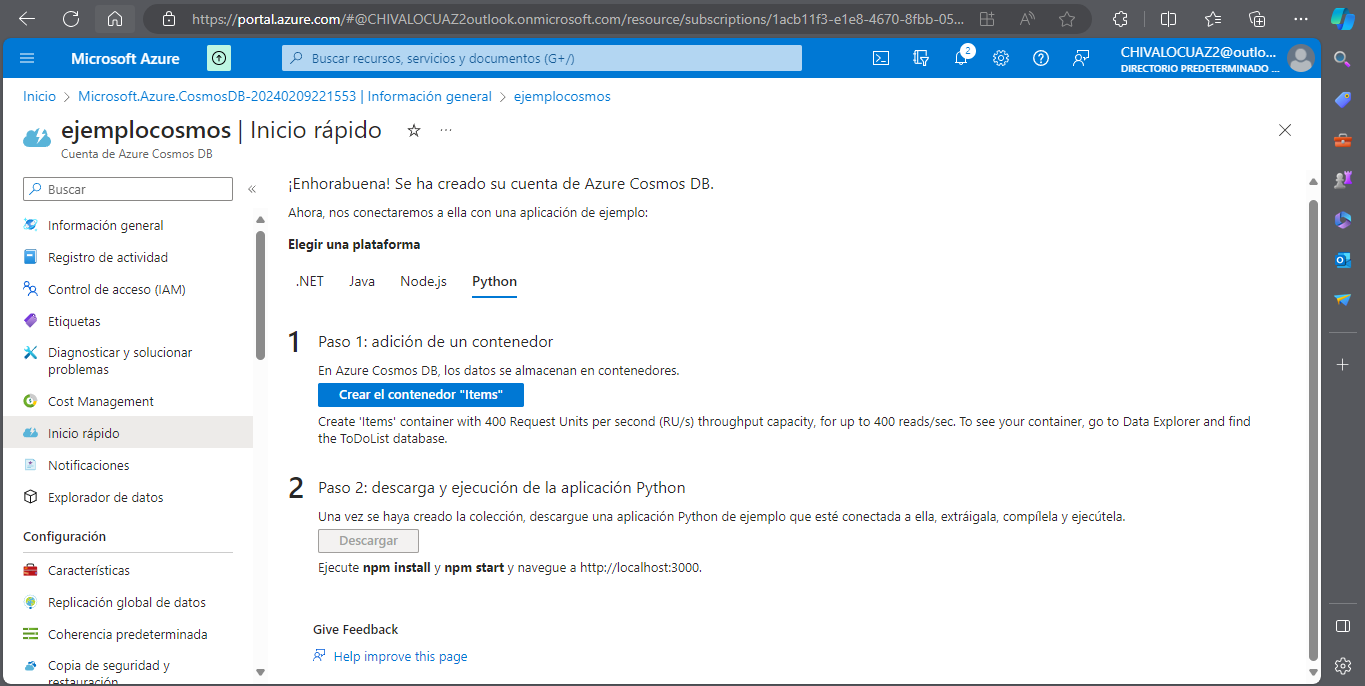 https://portal.azure.com/#@CHIVALOCUAZ2outlook.onmicrosoft.com/resource/subscriptions/1acb11f3-e1e8-4670-8fbb-05...
Microsoft Azure
Buscar recursos, servicios y documentos (G+/)
2
CHIVALOCUAZ2@outlo...
DIRECTORIO PREDETERMINADO ...
Inicio > Microsoft.Azure.CosmosDB-20240209221553 | Información general > ejemplocosmos
ejemplocosmos | Inicio rápido
Cuenta de Azure Cosmos DB
Buscar
Información general
Registro de actividad
Control de acceso (IAM)
Etiquetas
Diagnosticar y solucionar
problemas
Cost Management
Inicio rápido
Notificaciones
Explorador de datos
Configuración
Características
Replicación global de datos
Coherencia predeterminada
Copia de seguridad y
restauración
¡Enhorabuena! Se ha creado su cuenta de Azure Cosmos DB.
Ahora, nos conectaremos a ella con una aplicación de ejemplo:
Elegir una plataforma
.NET Java Node.js Python
1 Paso 1: adición de un contenedor
En Azure Cosmos DB, los datos se almacenan en contenedores.
Crear el contenedor "Items"
Create 'Items' container with 400 Request Units per second (RU/s) throughput capacity, for up to 400 reads/sec. To see your container, go to Data Explorer and find
the ToDoList database.
2 Paso 2: descarga y ejecución de la aplicación Python
Una vez se haya creado la colección, descargue una aplicación Python de ejemplo que esté conectada a ella, extráigala, compílela y ejecútela.
Descargar
Ejecute npm install y npm start y navegue a http://localhost:3000.
Give Feedback
Help improve this page